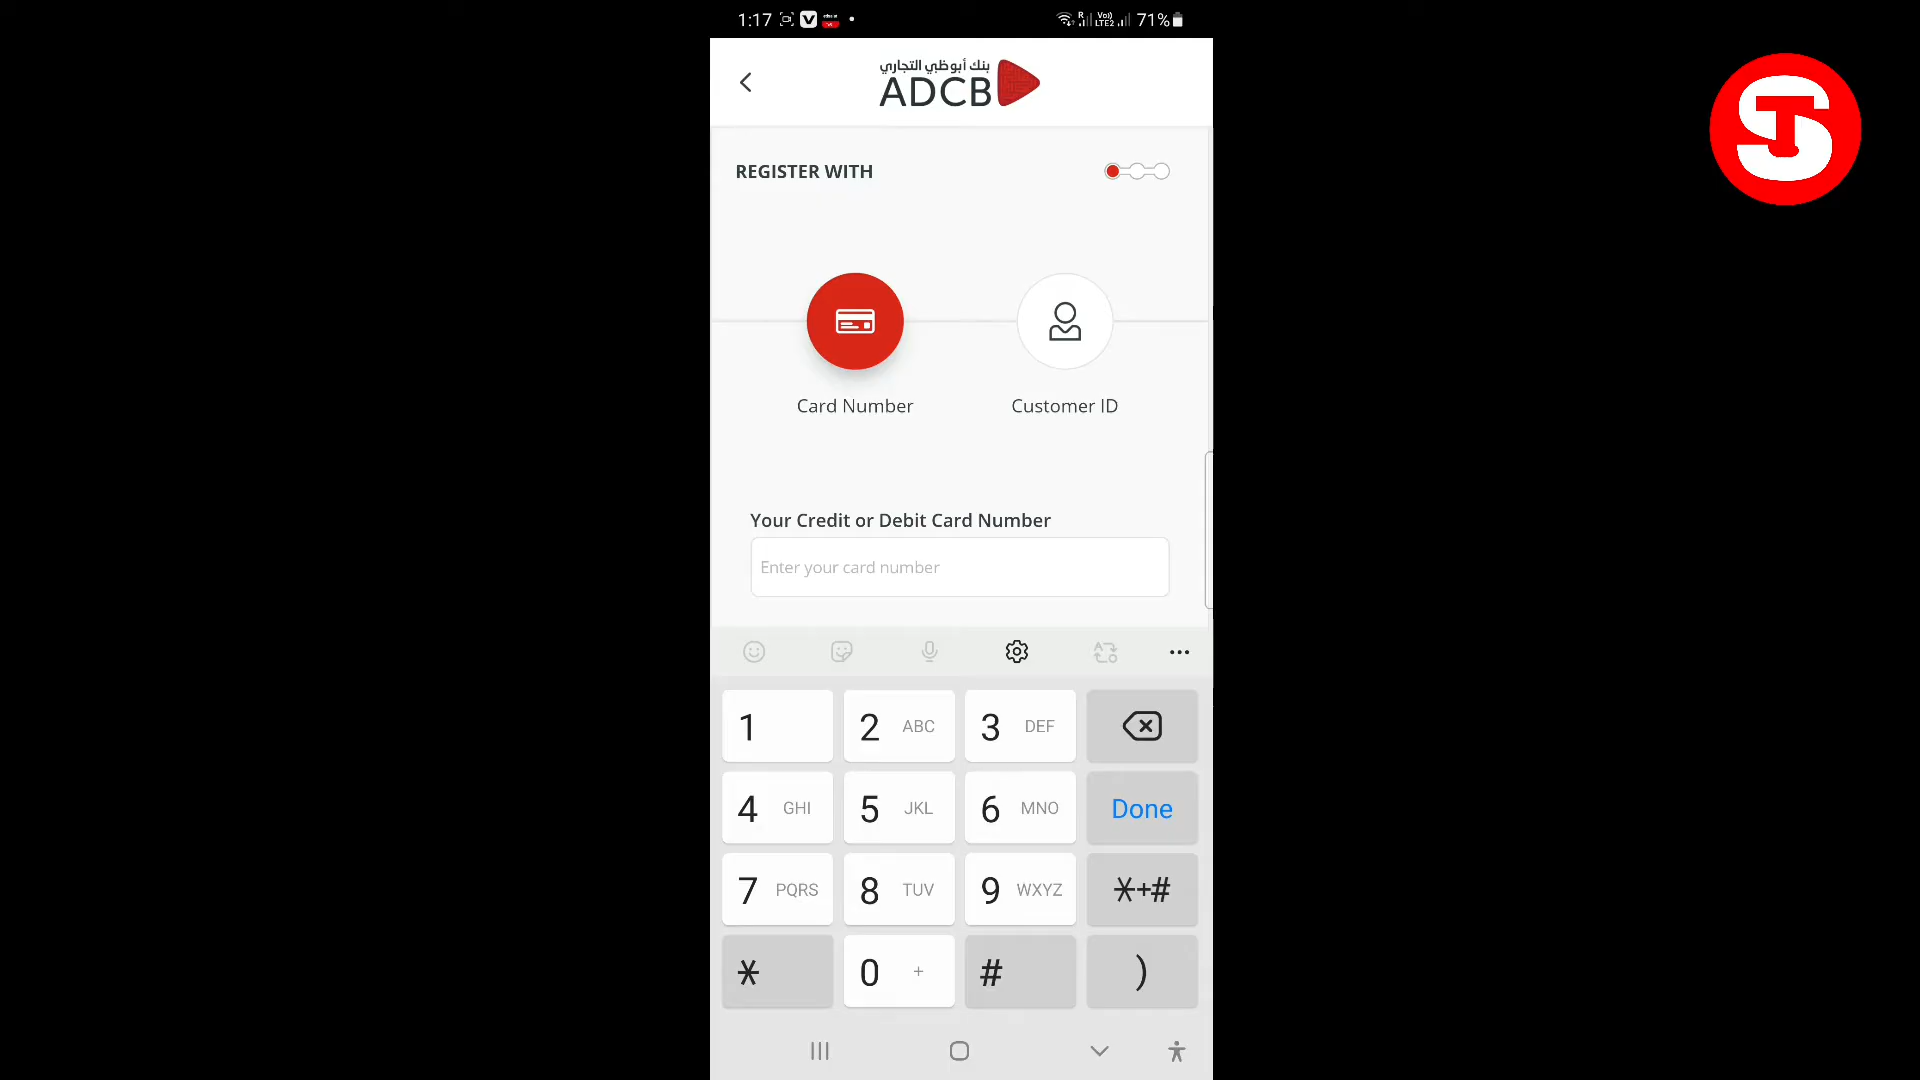 1:17
R
Vo)
LTE2
71%
بنك أبوظبي التجاري
ADCB
REGISTER WITH
Card Number
Customer ID
Your Credit or Debit Card Number
Enter your card number
1
2 ABC
3 DEF
4 GHI
5 JKL
6 MNO
Done
7 PQRS
8 TUV
9 WXYZ
*+#
*
0 +
#
)